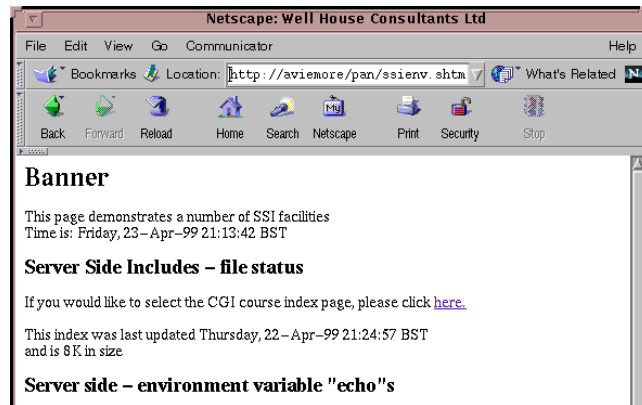 Netscape: Well House Consultants Ltd
File Edit View Go Communicator Help
Bookmarks Location: http://aviemore/pan/ssienv.shtm What's Related N
My
Back Forward Reload Home Search Netscape Print Security Stop
Banner
This page demonstrates a number of SSI facilities
Time is: Friday, 23-Apr-99 21:13:42 BST
Server Side Includes - file status
If you would like to select the CGI course index page, please click here.
This index was last updated Thursday, 22-Apr-99 21:24:57 BST
and is 8K in size
Server side - environment variable "echo"s